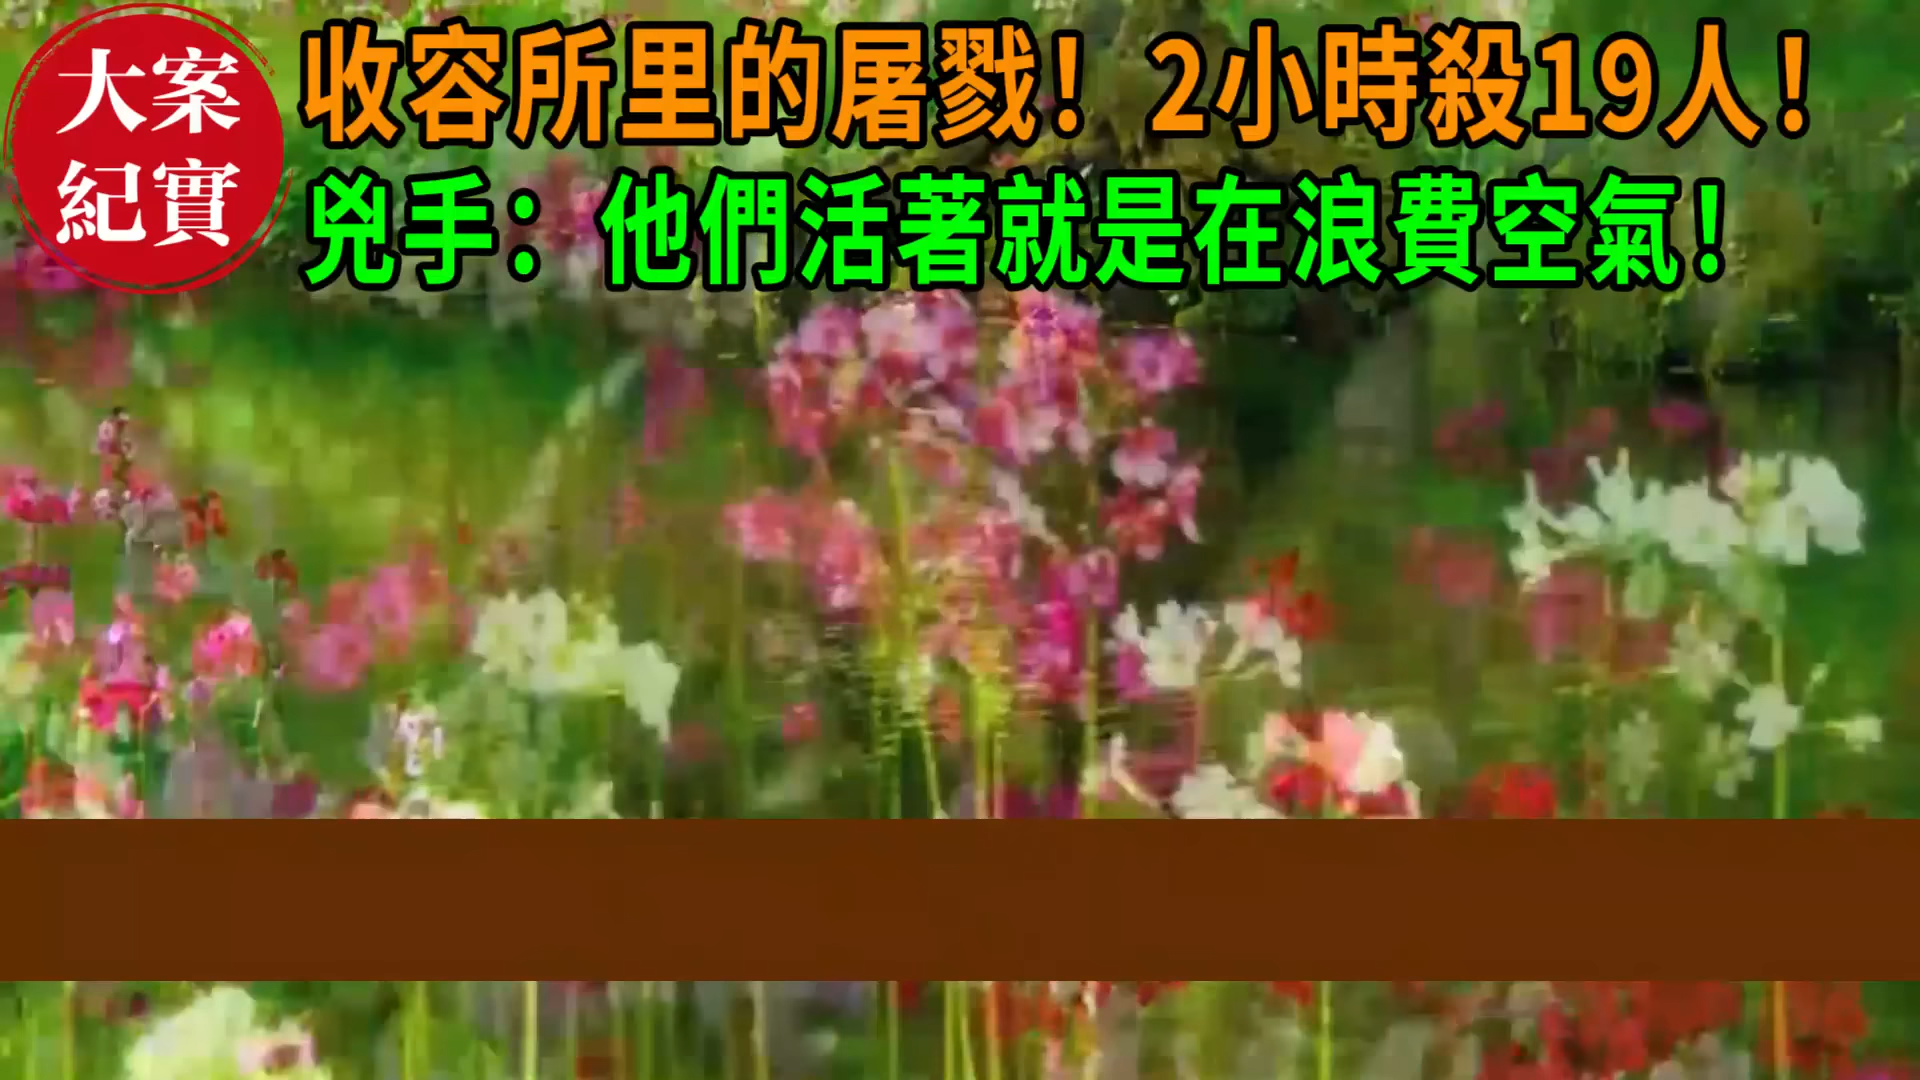 大案
紀實
收容所里的屠戮！2小時殺19人！
兇手：他們活著就是在浪費空氣！